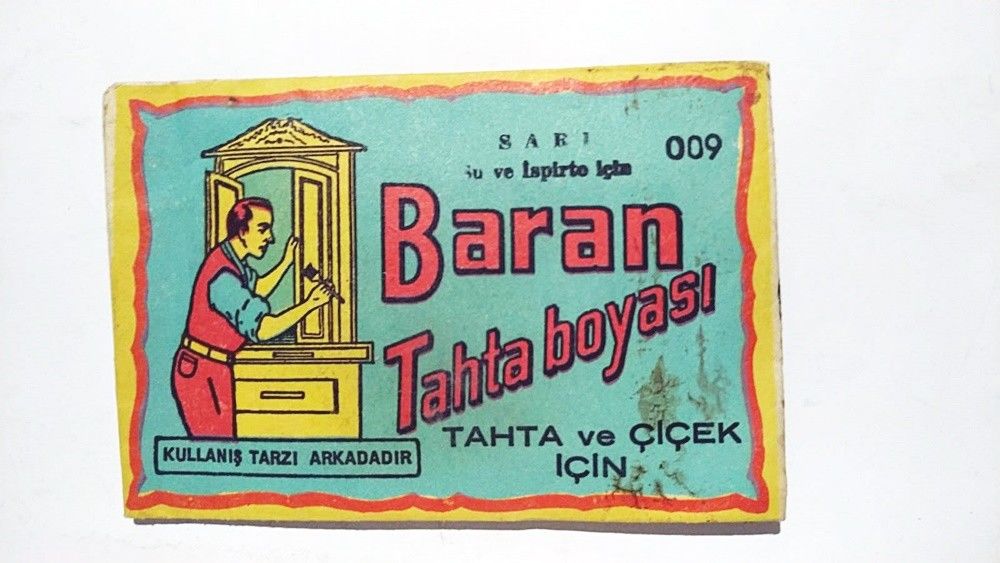 SARI
Su ve İspirto için
009
Baran
Tahta boyası
TAHTA ve ÇİÇEK
İÇİN
KULLANIŞ TARZI ARKADADIR